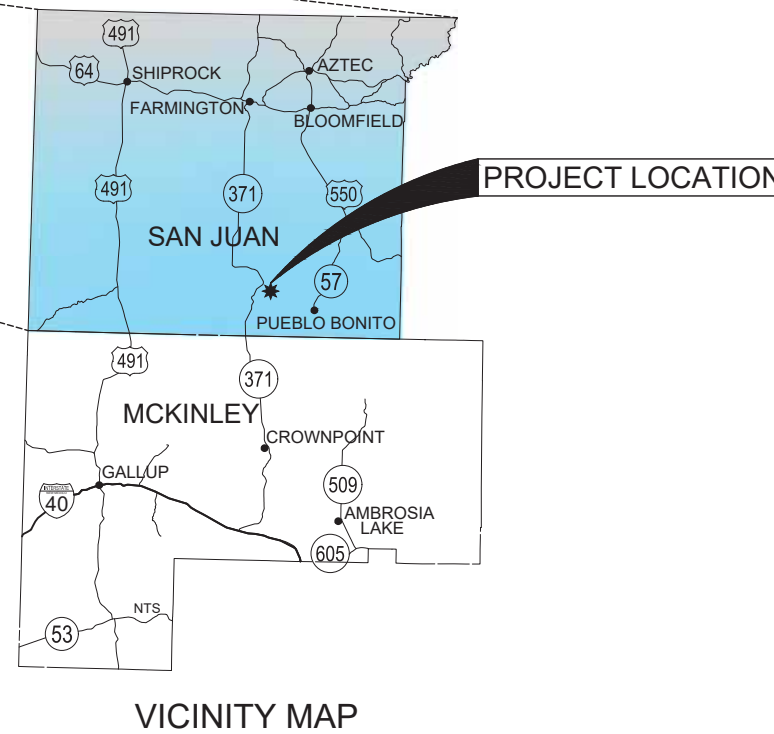 491
64
SHIPROCK
AZTEC
FARMINGTON
BLOOMFIELD
PROJECT LOCATION
491
371
550
SAN JUAN
57
PUEBLO BONITO
491
371
MCKINLEY
CROWNPOINT
GALLUP
INTERSTATE
40
509
AMBROSIA
LAKE
605
NTS
53
VICINITY MAP